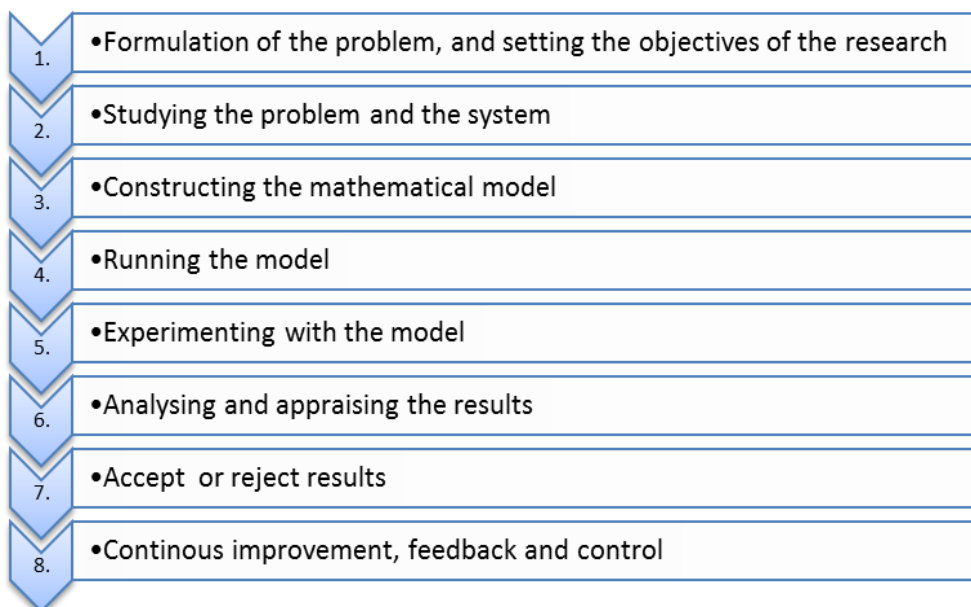 1. •Formulation of the problem, and setting the objectives of the research
2. •Studying the problem and the system
3. •Constructing the mathematical model
4. •Running the model
5. •Experimenting with the model
6. •Analysing and appraising the results
7. •Accept or reject results
8. •Continous improvement, feedback and control